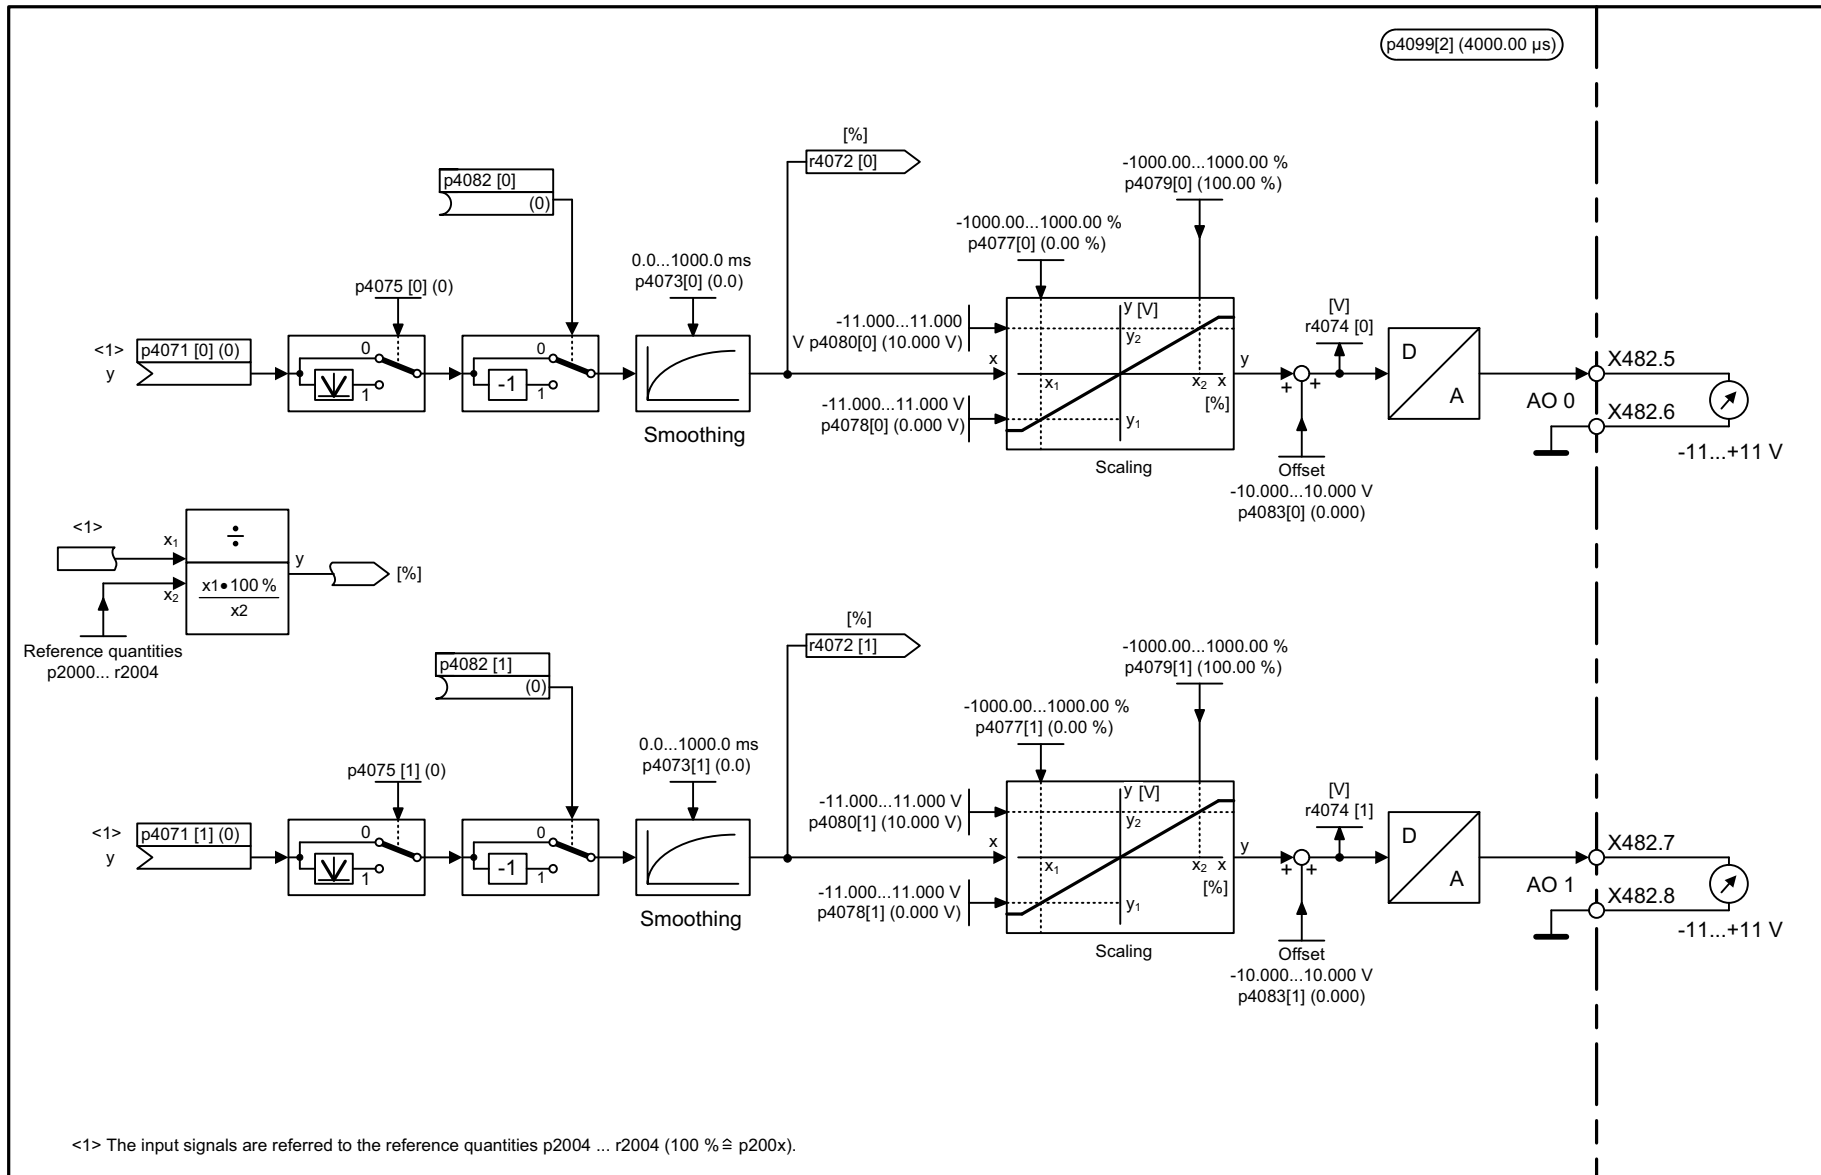 p4099[2] (4000.00 µs)
[%]
r4072 [0]
-1000.00...1000.00 %
p4079[0] (100.00 %)
p4082 [0]
(0)
-1000.00...1000.00 %
p4077[0] (0.00 %)
0.0...1000.0 ms
p4073[0] (0.0)
p4075 [0] (0)
-11.000...11.000
V p4080[0] (10.000 V)
y [V]
y2
[V]
r4074 [0]
<1>
y
p4071 [0] (0)
0
1
0
-1
1
x
x1
x2
x
[%]
y
+
+
D
A
AO 0
X482.5
X482.6
-11.000...11.000 V
p4078[0] (0.000 V)
y1
Smoothing
Scaling
Offset
-10.000...10.000 V
p4083[0] (0.000)
-11...+11 V
<1>
x1
÷
y
[%]
x2
x1•100 %
x2
Reference quantities
p2000... r2004
[%]
r4072 [1]
-1000.00...1000.00 %
p4079[1] (100.00 %)
p4082 [1]
(0)
-1000.00...1000.00 %
p4077[1] (0.00 %)
0.0...1000.0 ms
p4073[1] (0.0)
p4075 [1] (0)
-11.000...11.000 V
p4080[1] (10.000 V)
y [V]
y2
[V]
r4074 [1]
<1>
y
p4071 [1] (0)
0
1
0
-1
1
x
x1
x2
x
[%]
y
+
+
D
A
AO 1
X482.7
X482.8
-11.000...11.000 V
p4078[1] (0.000 V)
y1
Smoothing
Scaling
Offset
-10.000...10.000 V
p4083[1] (0.000)
-11...+11 V
<1> The input signals are referred to the reference quantities p2004 ... r2004 (100 % ≙ p200x).